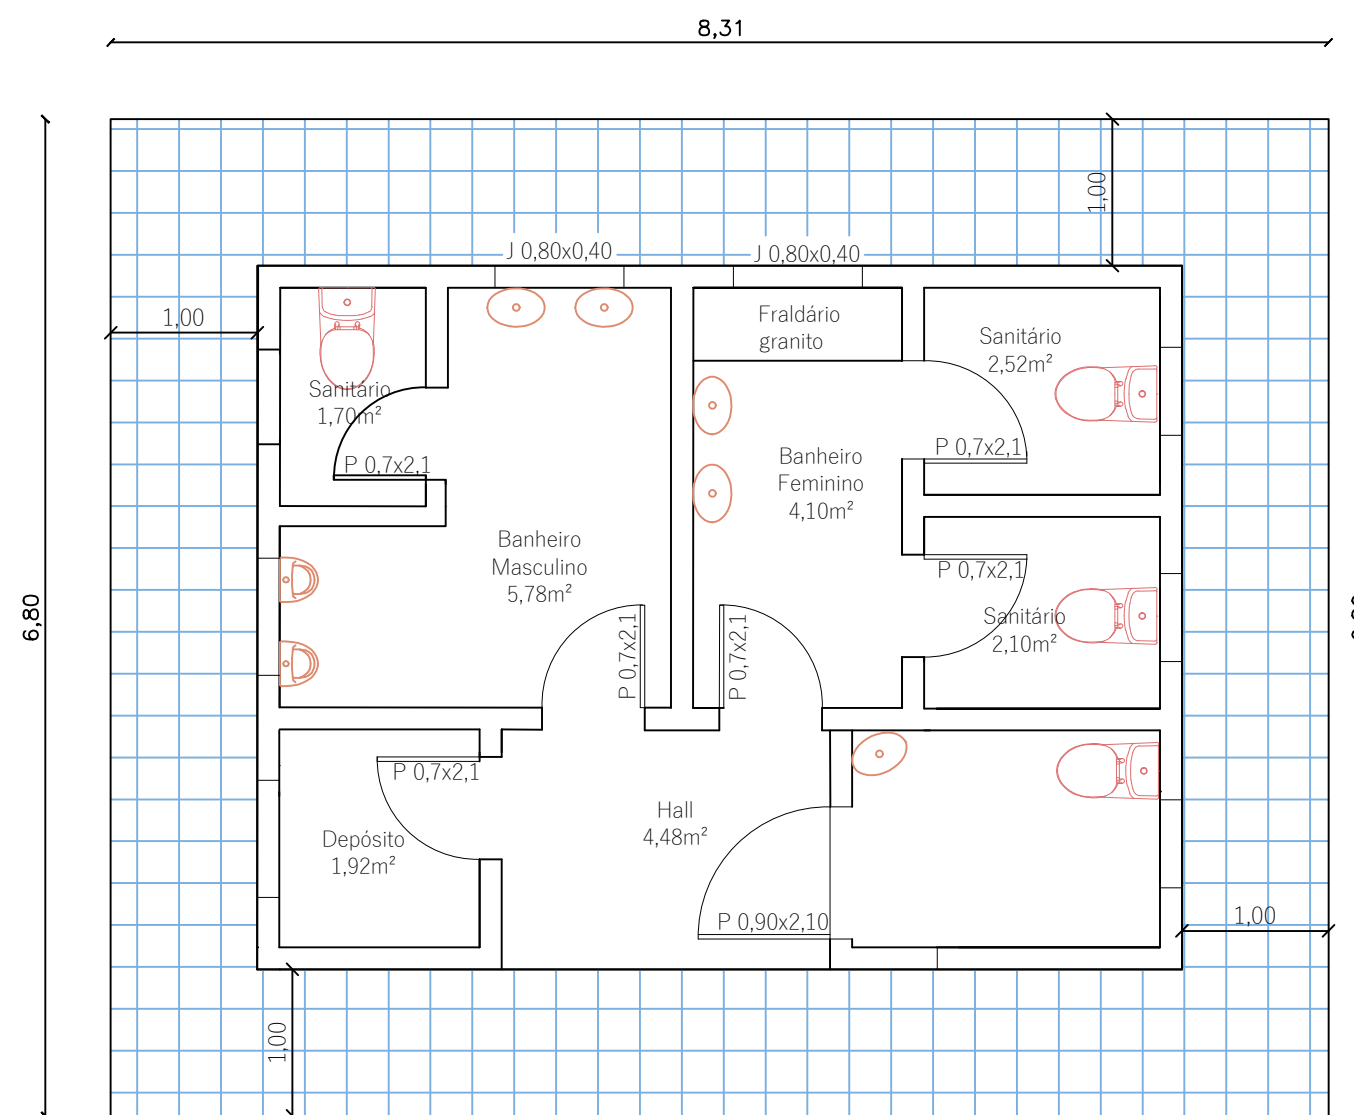 8,31
1,00
J 0,80x0,40
J 0,80x0,40
1,00
Fraldário
granito
Sanitário
2,52m²
Sanitário
1,70m²
P 0,7x2,1
P 0,7x2,1
Banheiro
Feminino
4,10m²
Banheiro
Masculino
5,78m²
P 0,7x2,1
6,80
Sanitário
2,10m²
P 0,7x2,1
P 0,7x2,1
P 0,7x2,1
Hall
4,48m²
Depósito
1,92m²
P 0,90x2,10
1,00
1,00